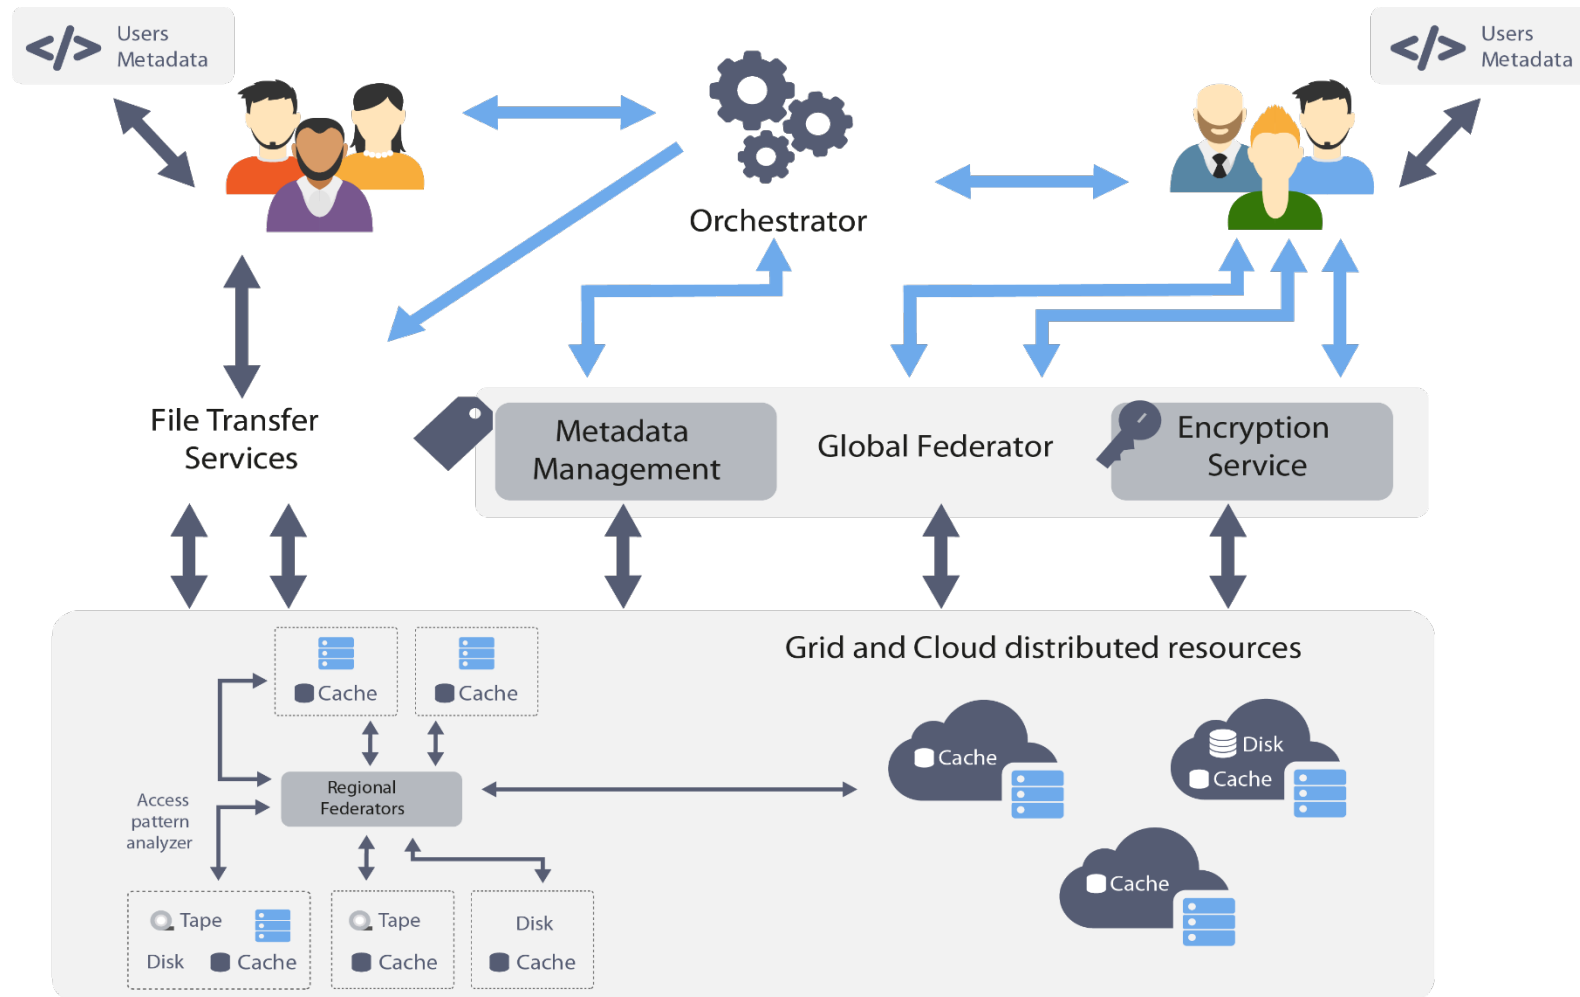 Users
Metadata
Users
Metadata
Orchestrator
File Transfer
Services
Metadata
Management
Global Federator
Encryption
Service
Grid and Cloud distributed resources
Cache
Cache
Regional
Federators
Access
pattern
analyzer
Cache
Disk
Cache
Cache
Tape
Disk
Cache
Tape
Cache
Disk
Cache